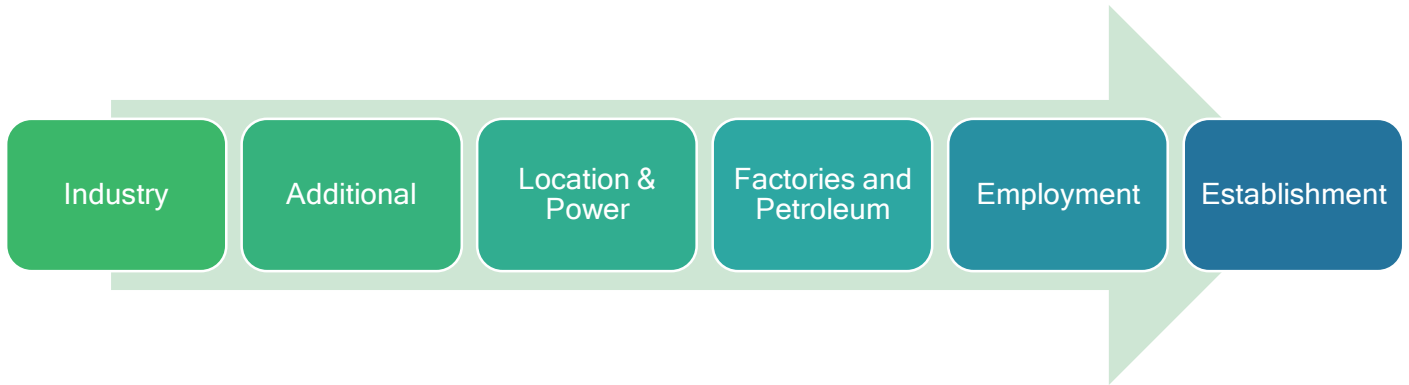 Industry
Additional
Location &
Power
Factories and
Petroleum
Employment
Establishment